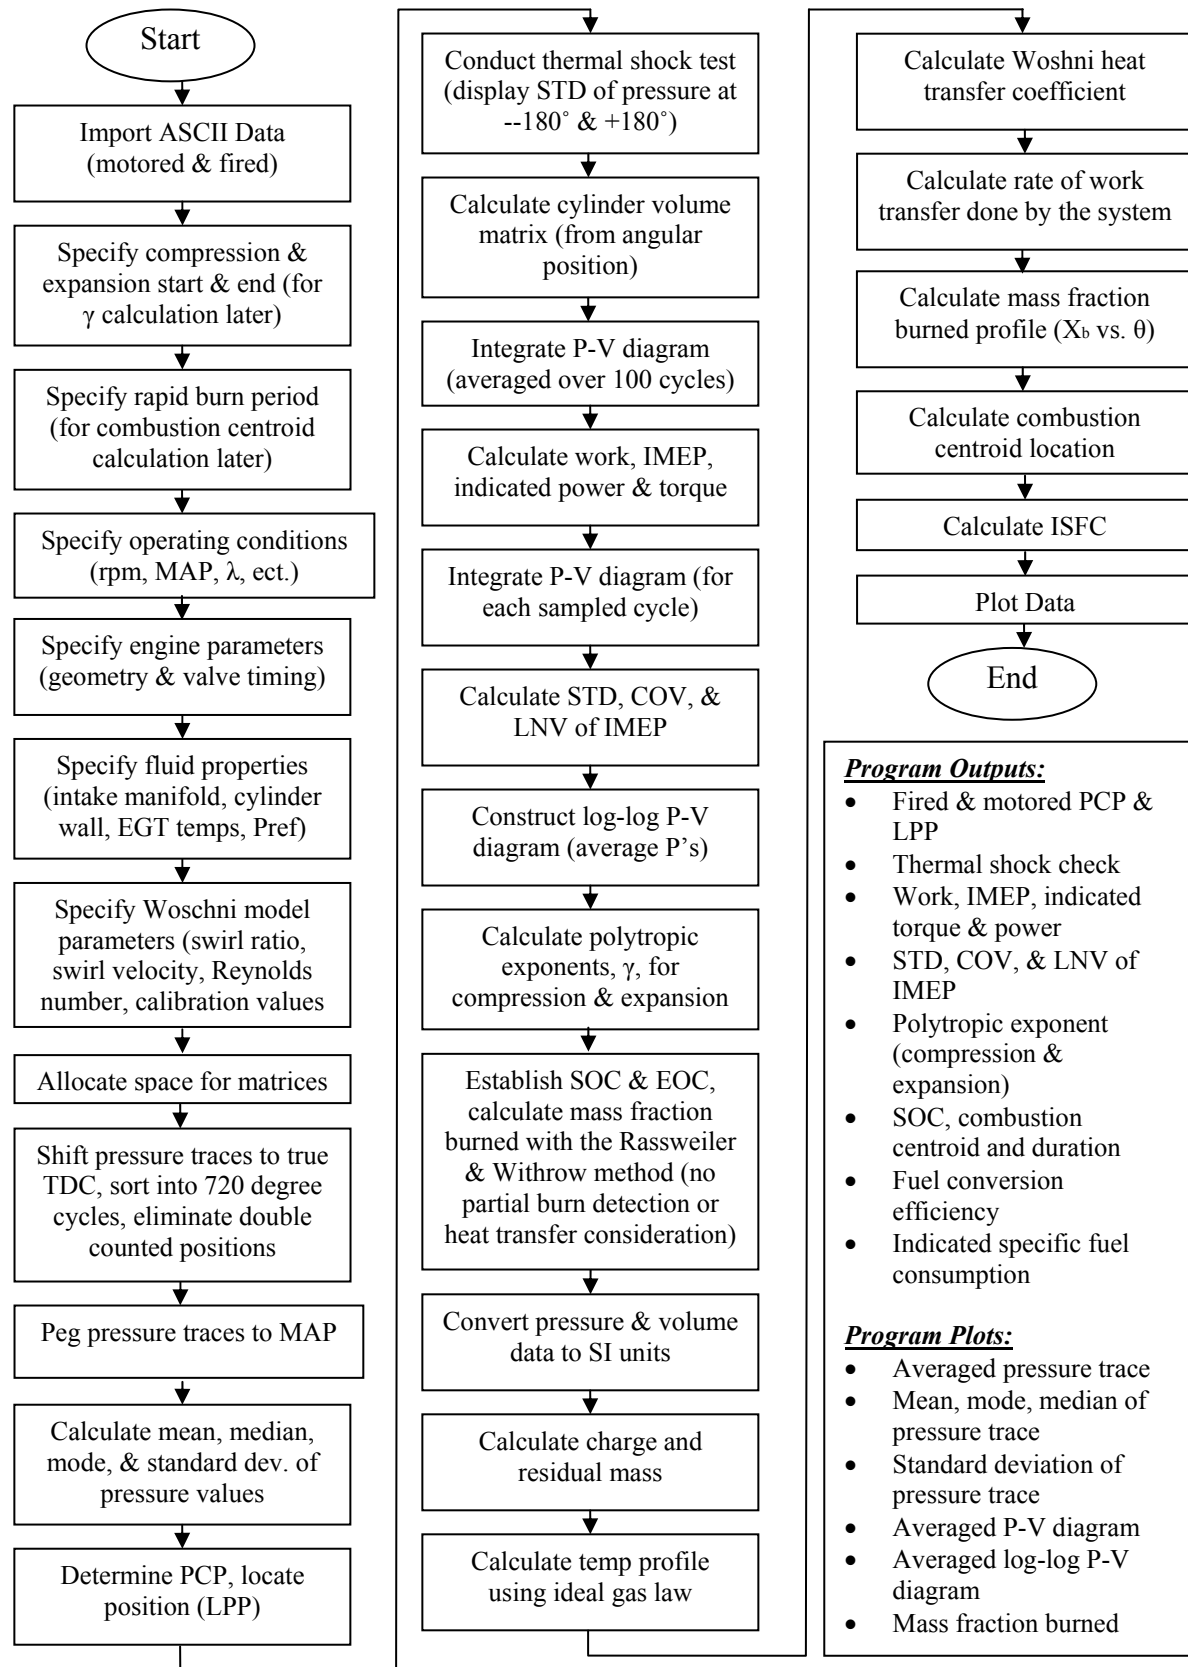 Start
Import ASCII Data
(motored & fired)
Specify compression &
expansion start & end (for
γ calculation later)
Specify rapid burn period
(for combustion centroid
calculation later)
Specify operating conditions
(rpm, MAP, λ, ect.)
Specify engine parameters
(geometry & valve timing)
Specify fluid properties
(intake manifold, cylinder
wall, EGT temps, Pref)
Specify Woschni model
parameters (swirl ratio,
swirl velocity, Reynolds
number, calibration values
Allocate space for matrices
Shift pressure traces to true
TDC, sort into 720 degree
cycles, eliminate double
counted positions
Peg pressure traces to MAP
Calculate mean, median,
mode, & standard dev. of
pressure values
Determine PCP, locate
position (LPP)
Conduct thermal shock test
(display STD of pressure at
--180˚ & +180˚)
Calculate cylinder volume
matrix (from angular
position)
Integrate P-V diagram
(averaged over 100 cycles)
Calculate work, IMEP,
indicated power & torque
Integrate P-V diagram (for
each sampled cycle)
Calculate STD, COV, &
LNV of IMEP
Construct log-log P-V
diagram (average P’s)
Calculate polytropic
exponents, γ, for
compression & expansion
Establish SOC & EOC,
calculate mass fraction
burned with the Rassweiler
& Withrow method (no
partial burn detection or
heat transfer consideration)
Convert pressure & volume
data to SI units
Calculate charge and
residual mass
Calculate temp profile
using ideal gas law
Calculate Woshni heat
transfer coefficient
Calculate rate of work
transfer done by the system
Calculate mass fraction
burned profile (Xb vs. θ)
Calculate combustion
centroid location
Calculate ISFC
Plot Data
End
Program Outputs:
• Fired & motored PCP &
LPP
• Thermal shock check
• Work, IMEP, indicated
torque & power
• STD, COV, & LNV of
IMEP
• Polytropic exponent
(compression &
expansion)
• SOC, combustion
centroid and duration
• Fuel conversion
efficiency
• Indicated specific fuel
consumption
Program Plots:
• Averaged pressure trace
• Mean, mode, median of
pressure trace
• Standard deviation of
pressure trace
• Averaged P-V diagram
• Averaged log-log P-V
diagram
• Mass fraction burned